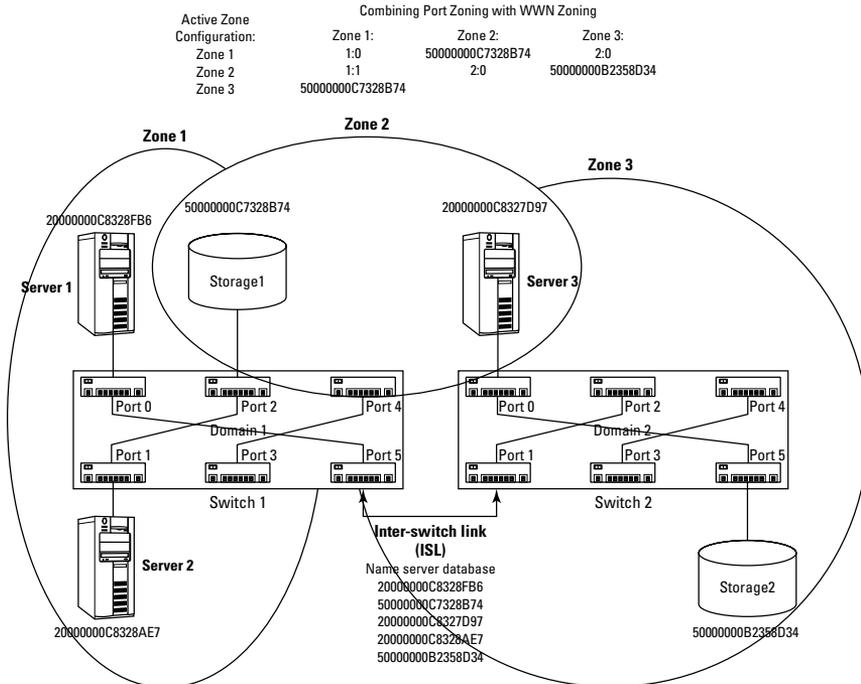 Combining Port Zoning with WWN Zoning
Active Zone
Configuration:
Zone 1
Zone 2
Zone 3
Zone 1:
1:0
1:1
50000000C7328B74
Zone 2:
50000000C7328B74
2:0
Zone 3:
2:0
50000000B2358D34
Zone 1
Zone 2
Zone 3
20000000C8328FB6
50000000C7328B74
20000000C8327D97
Server 1
Storage1
Server 3
Port 0
Port 2
Port 4
Domain 1
Port 1
Port 3
Port 5
Switch 1
Port 0
Port 2
Port 4
Domain 2
Port 1
Port 3
Port 5
Switch 2
Server 2
20000000C8328AE7
Inter-switch link
(ISL)
Name server database
20000000C8328FB6
50000000C7328B74
20000000C8327D97
20000000C8328AE7
50000000B2358D34
Storage2
50000000B2358D34